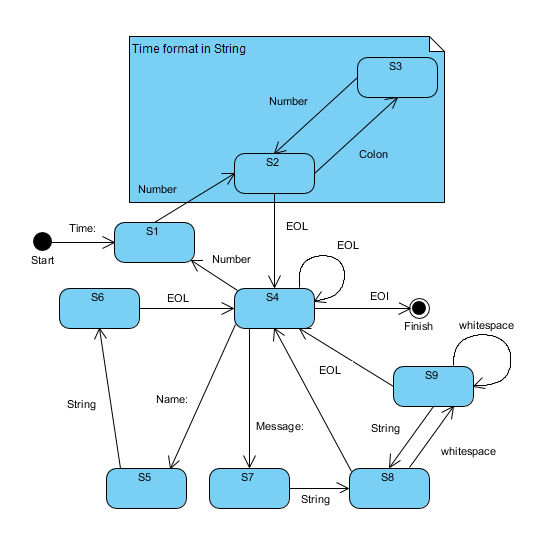 Time format in String
S3
Number
Colon
S2
Number
Time:
S1
EOL
EOL
Start
Number
S6
EOL
S4
EOI
Finish
whitespace
EOL
S9
String
Name:
Message:
String
whitespace
S5
S7
S8
String